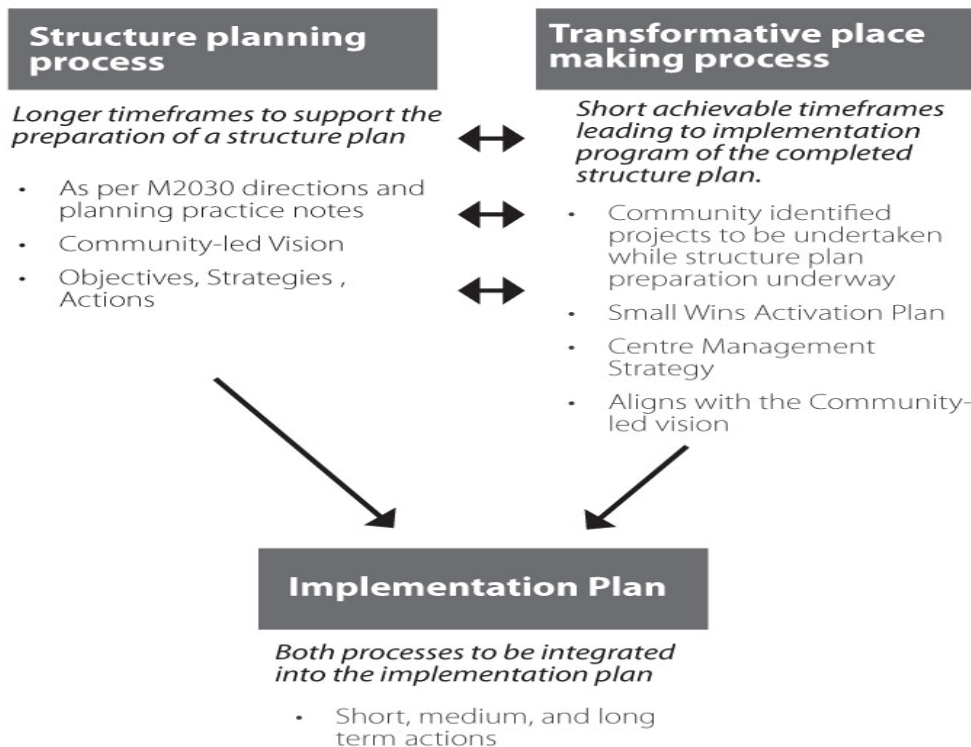 Structure planning
process
Longer timeframes to support the
preparation of a structure plan
• As per M2030 directions and
planning practice notes
• Community-led Vision
• Objectives, Strategies ,
Actions
Transformative place
making process
Short achievable timeframes
leading to implementation
program of the completed
structure plan.
• Community identified
projects to be undertaken
while structure plan
preparation underway
• Small Wins Activation Plan
• Centre Management
Strategy
• Aligns with the Community-
led vision
Implementation Plan
Both processes to be integrated
into the implementation plan
• Short, medium, and long
term actions